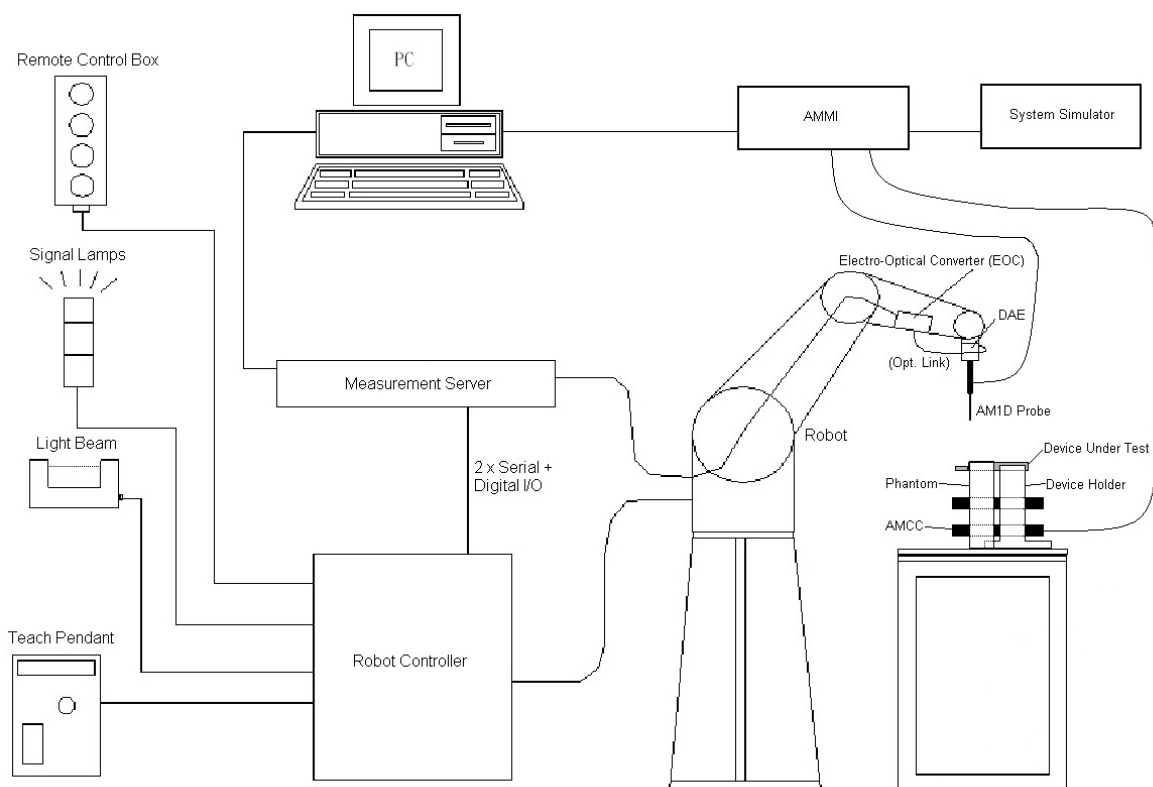 Remote Control Box
PC
AMMI
System Simulator
Signal Lamps
Electro-Optical Converter (EOC)
DAE
(Opt. Link)
Measurement Server
AM1D Probe
Light Beam
Robot
2 x Serial +
Digital I/O
Device Under Test
Phantom
Device Holder
AMCC
Teach Pendant
Robot Controller